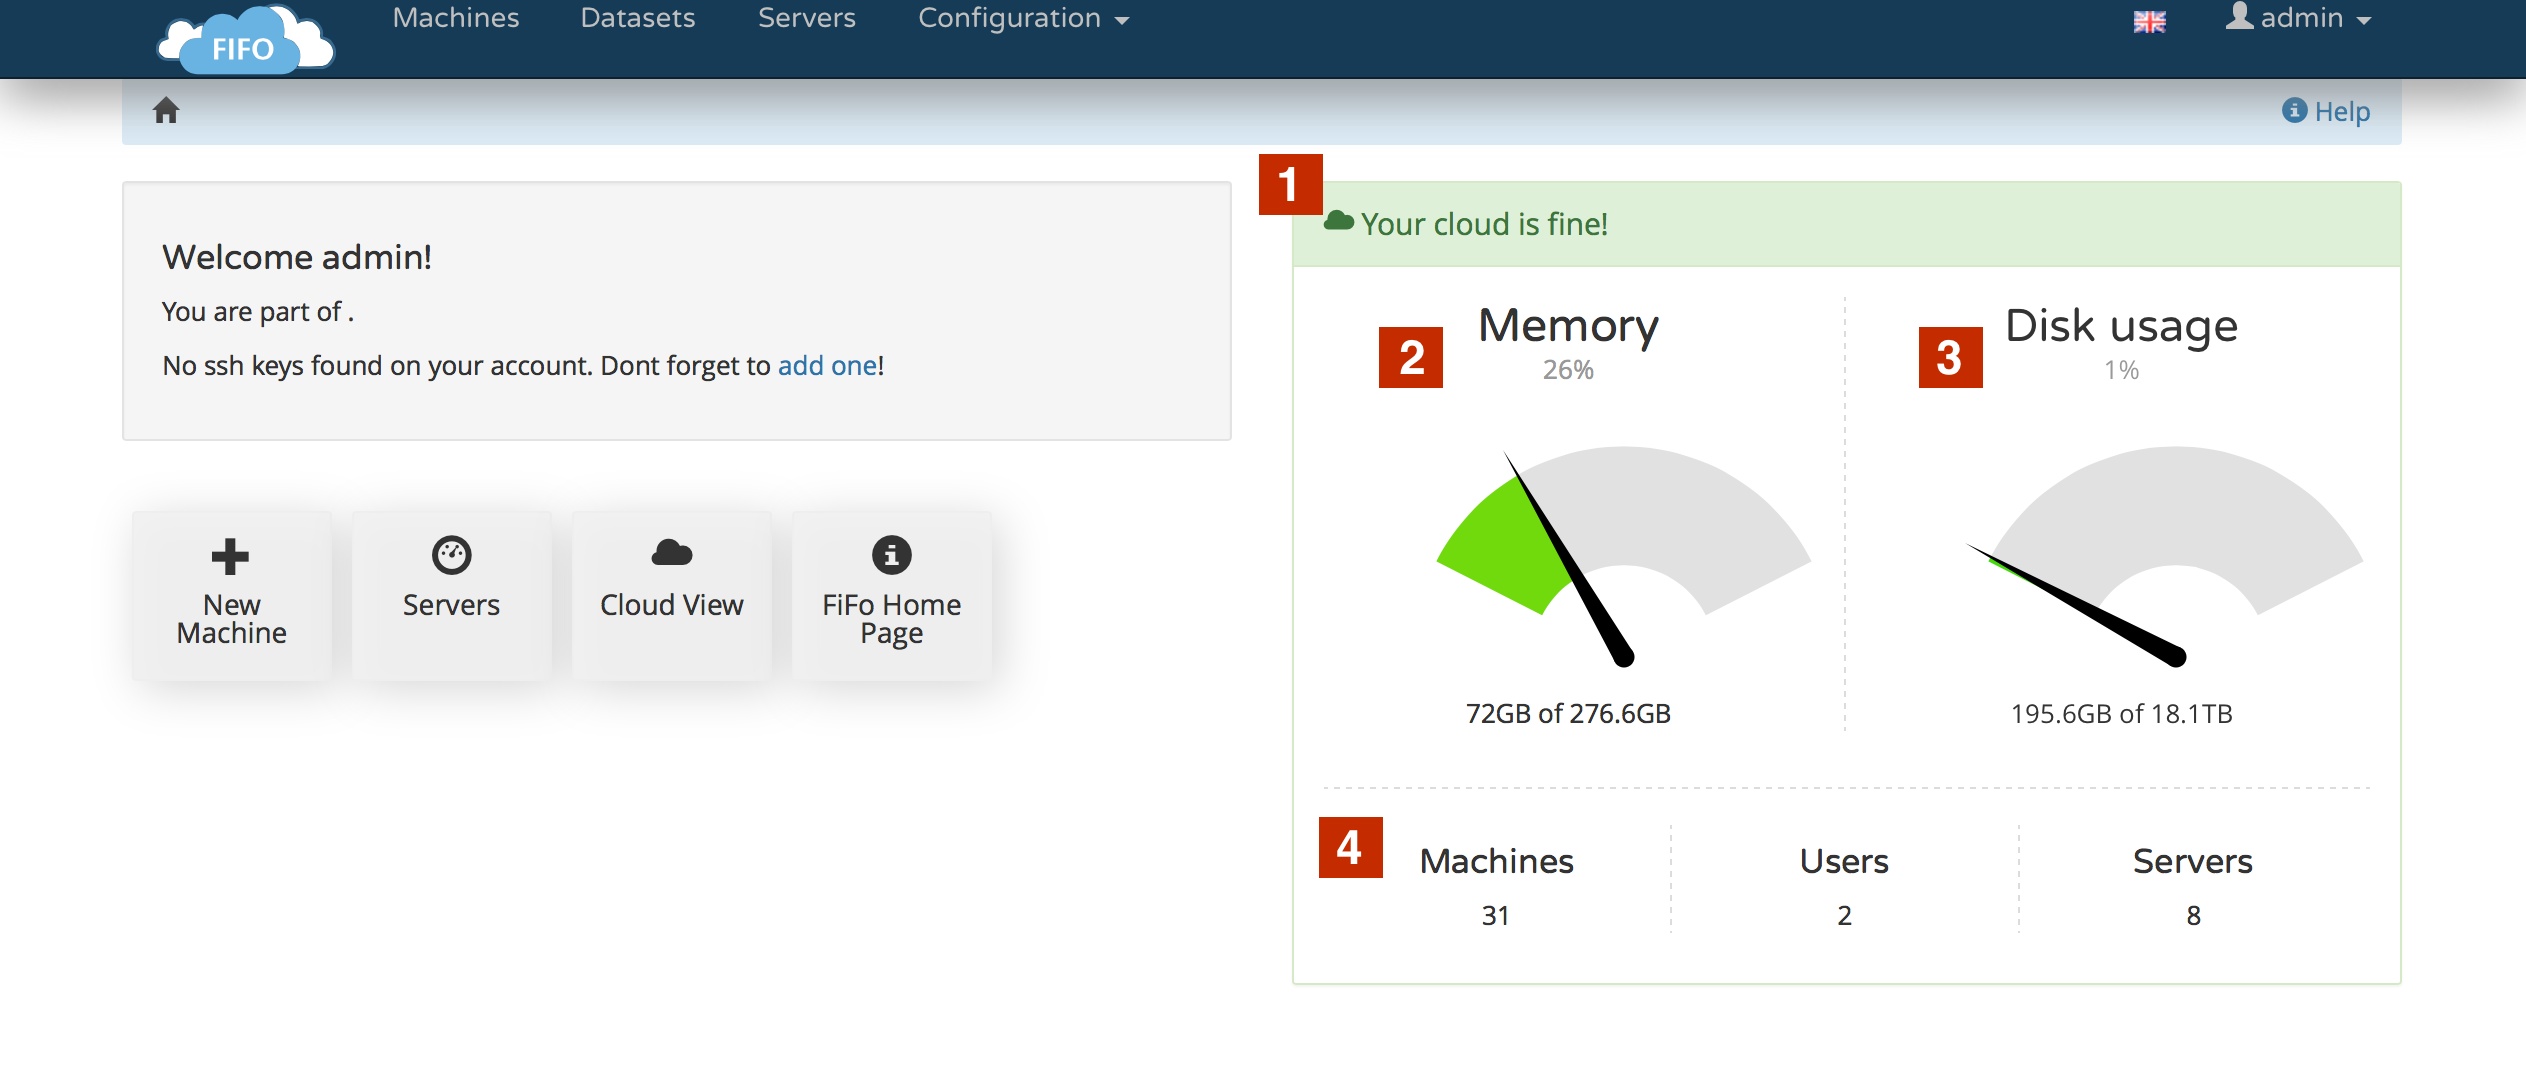 FIFO
Machines Datasets Servers Configuration
admin
Help
Welcome admin!
You are part of .
No ssh keys found on your account. Dont forget to add one!
New
Machine
Servers
Cloud View
FiFo Home
Page
1
Your cloud is fine!
2
Memory
26%
72GB of 276.6GB
3
Disk usage
1%
195.6GB of 18.1TB
4
Machines
31
Users
2
Servers
8